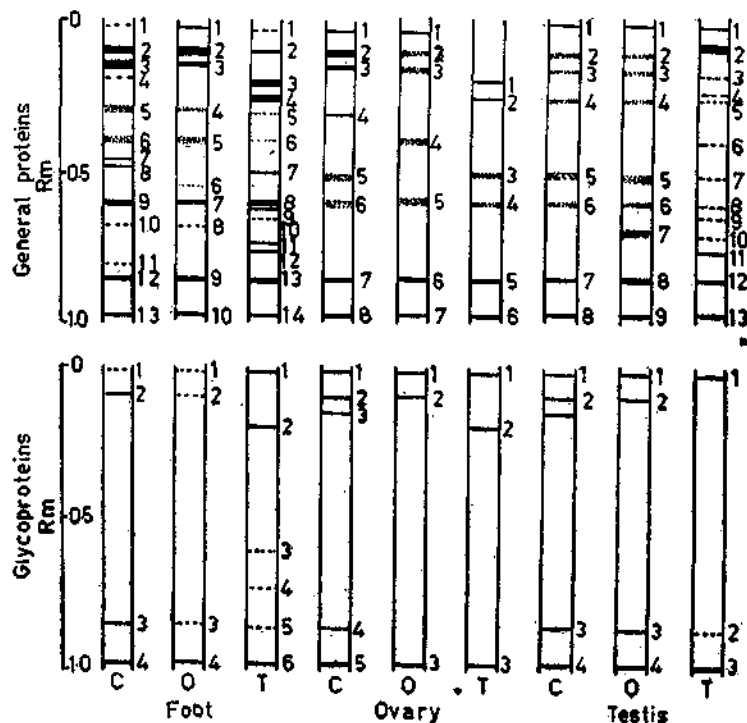 General proteins
Rm
0
0.5
1.0
1 2 3 4 5 6 7 8 9 10 11 12 13
1 2 3 4 5 6 7 8 9 10
1 2 3 4 5 6 7 8 9 10 11 12 13 14
1 2 3 4 5 6 7 8
1 2 3 4 5 6 7
1 2 3 4 5 6
1 2 3 4 5 6 7 8
1 2 3 4 5 6 7 8 9
1 2 3 4 5 6 7 8 9 10 11 12 13
Glycoproteins
Rm
0
0.5
1.0
1 2 3 4
1 2 3 4
1 2 3 4 5 6
1 2 3 4 5
1 2 3
1 2 3
1 2 3 4
1 2 3 4
1 2 3
C O T C O T C O T
Foot Ovary Testis